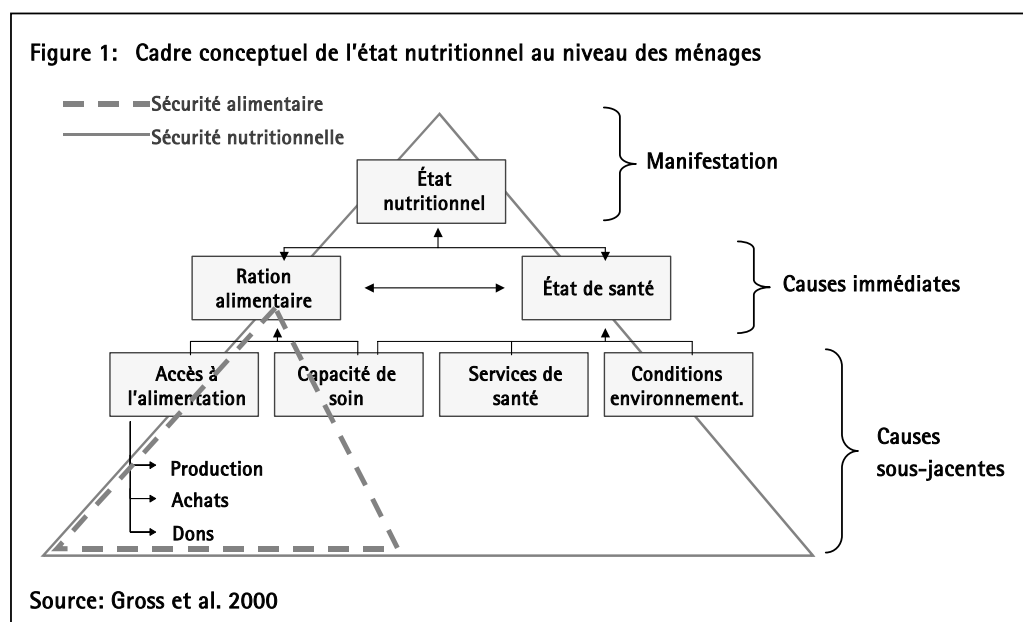 Figure 1: Cadre conceptuel de l'état nutritionnel au niveau des ménages
Sécurité alimentaire
Sécurité nutritionnelle
État
nutritionnel
Manifestation
Ration
alimentaire
État de santé
Causes immédiates
Accès à
l'alimentation
Capacité de
soin
Services de
santé
Conditions
environnement.
Causes
sous-jacentes
Production
Achats
Dons
Source: Gross et al. 2000